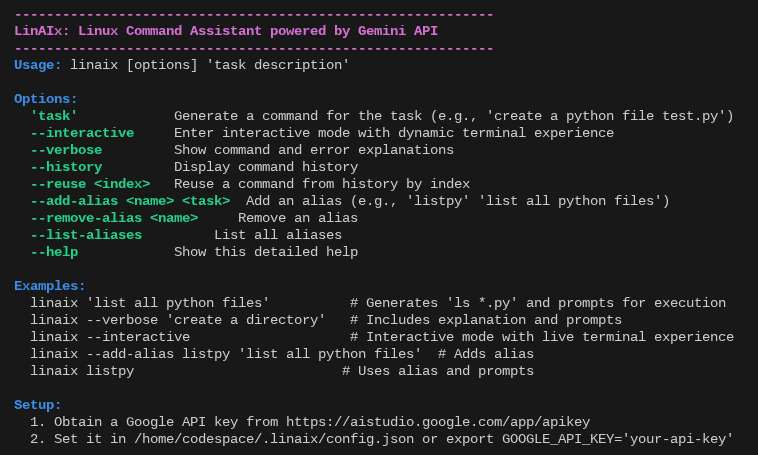 ------------------------------------------------------------
LinAIx: Linux Command Assistant powered by Gemini API
------------------------------------------------------------
Usage: linaix [options] 'task description'

Options:
  'task'            Generate a command for the task (e.g., 'create a python file test.py')
  --interactive     Enter interactive mode with dynamic terminal experience
  --verbose         Show command and error explanations
  --history         Display command history
  --reuse <index>   Reuse a command from history by index
  --add-alias <name> <task>  Add an alias (e.g., 'listpy' 'list all python files')
  --remove-alias <name>     Remove an alias
  --list-aliases         List all aliases
  --help            Show this detailed help

Examples:
  linaix 'list all python files'          # Generates 'ls *.py' and prompts for execution
  linaix --verbose 'create a directory'   # Includes explanation and prompts
  linaix --interactive                    # Interactive mode with live terminal experience
  linaix --add-alias listpy 'list all python files'  # Adds alias
  linaix listpy                          # Uses alias and prompts

Setup:
  1. Obtain a Google API key from https://aistudio.google.com/app/apikey
  2. Set it in /home/codespace/.linaix/config.json or export GOOGLE_API_KEY='your-api-key'